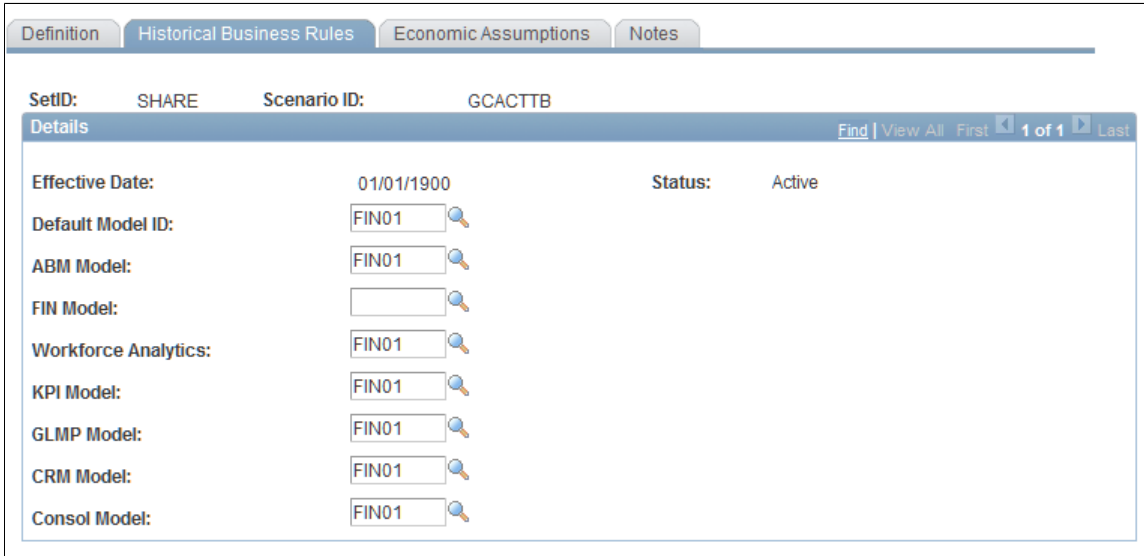 Definition Historical Business Rules Economic Assumptions Notes
SetID: SHARE Scenario ID: GCACTTB
Details Find | View All First 1 of 1 Last
Effective Date: 01/01/1900 Status: Active
Default Model ID: FIN01
ABM Model: FIN01
FIN Model:
Workforce Analytics: FIN01
KPI Model: FIN01
GLMP Model: FIN01
CRM Model: FIN01
Consol Model: FIN01